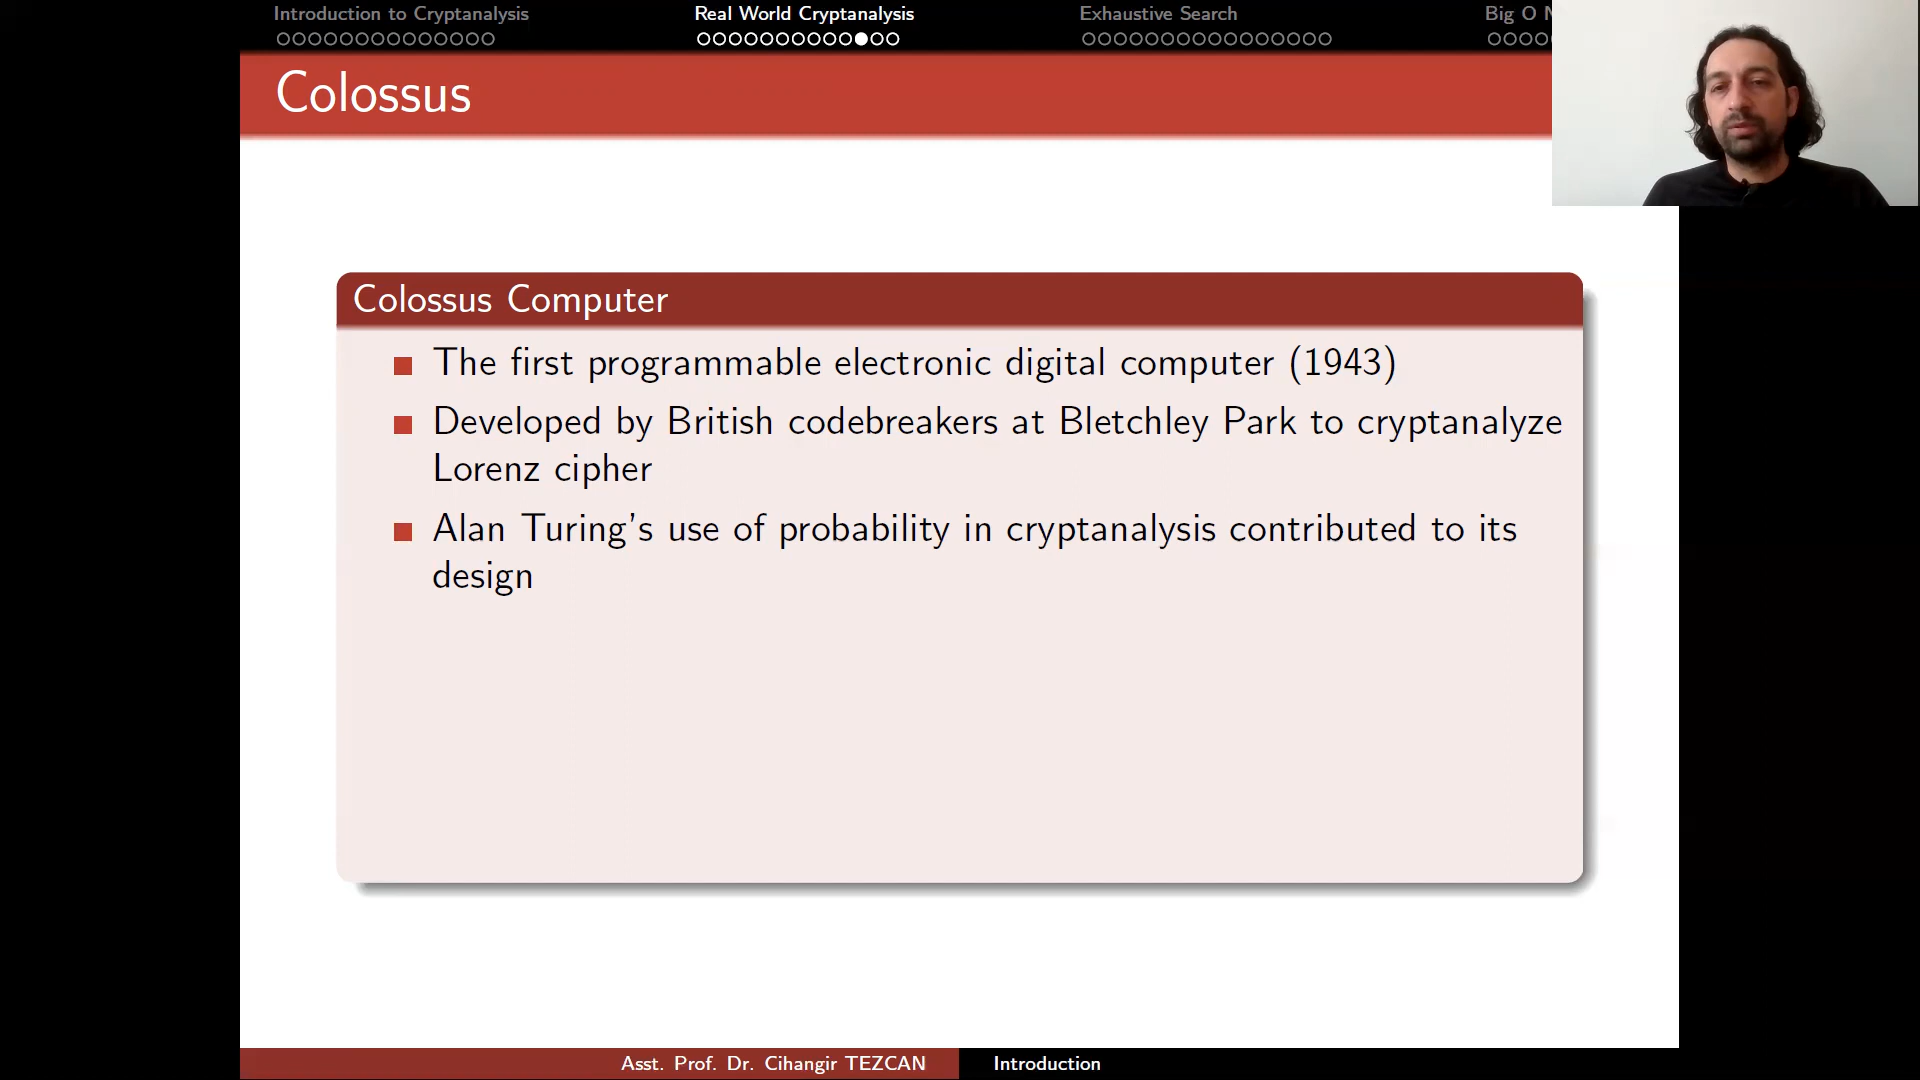 Introduction to Cryptanalysis
Real World Cryptanalysis
Exhaustive Search
Big O
Colossus
Colossus Computer
The first programmable electronic digital computer (1943)
Developed by British codebreakers at Bletchley Park to cryptanalyze
Lorenz cipher
Alan Turing's use of probability in cryptanalysis contributed to its
design
Asst. Prof. Dr. Cihangir TEZCAN
Introduction